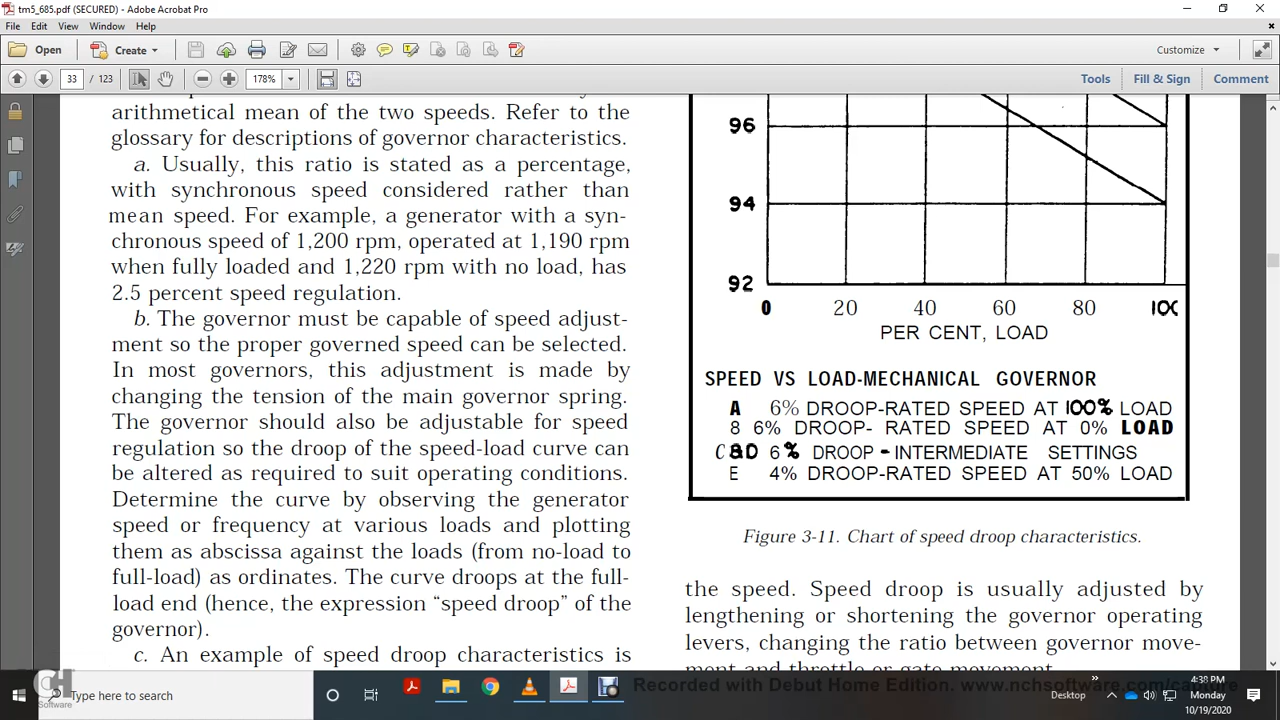 tm5_685.pdf (SECURED) - Adobe Acrobat Pro
File Edit View Window Help
Open Create Customize
33 / 123 178% Tools Fill & Sign Comment
arithmetical mean of the two speeds. Refer to the
glossary for descriptions of governor characteristics.
a. Usually, this ratio is stated as a percentage,
with synchronous speed considered rather than
mean speed. For example, a generator with a syn-
chronous speed of 1,200 rpm, operated at 1,190 rpm
when fully loaded and 1,220 rpm with no load, has
2.5 percent speed regulation.
b. The governor must be capable of speed adjust-
ment so the proper governed speed can be selected.
In most governors, this adjustment is made by
changing the tension of the main governor spring.
The governor should also be adjustable for speed
regulation so the droop of the speed-load curve can
be altered as required to suit operating conditions.
Determine the curve by observing the generator
speed or frequency at various loads and plotting
them as abscissa against the loads (from no-load to
full-load) as ordinates. The curve droops at the full-
load end (hence, the expression “speed droop” of the
governor).
c. An example of speed droop characteristics is
96
94
92
0 20 40 60 80 100
PER CENT, LOAD
SPEED VS LOAD-MECHANICAL GOVERNOR
A 6% DROOP-RATED SPEED AT 100% LOAD
8 6% DROOP- RATED SPEED AT 0% LOAD
6% DROOP - INTERMEDIATE SETTINGS
E 4% DROOP-RATED SPEED AT 50% LOAD
Figure 3-11. Chart of speed droop characteristics.
the speed. Speed droop is usually adjusted by
lengthening or shortening the governor operating
levers, changing the ratio between governor move-
ment and throttle or gate movement.
CH
Software
Type here to search
Recorded with Debut Home Edition. www.nchsoftware.com/capture
Desktop
4:38 PM
Monday
10/19/2020